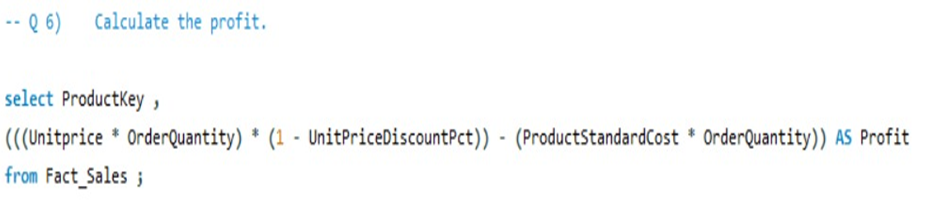 -- Q 6)   Calculate the profit.
select ProductKey ,
(((Unitprice * OrderQuantity) * (1 - UnitPriceDiscountPct)) - (ProductStandardCost * OrderQuantity)) AS Profit
from Fact_Sales ;